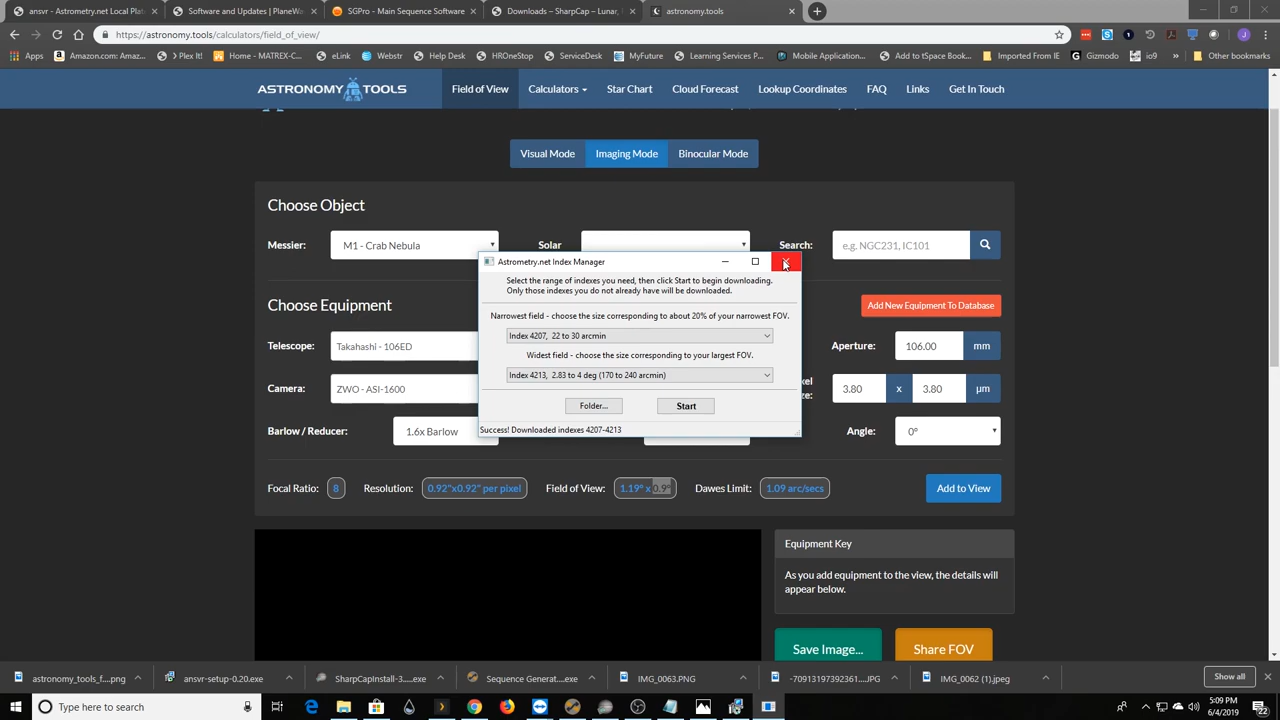 ansvr - Astrometry.net Local Plat
Software and Updates | PlaneWa
SGPro - Main Sequence Software
Downloads – SharpCap – Lunar,
astronomy.tools
https://astronomy.tools/calculators/field_of_view/
Apps
Amazon.com: Amaz...
> Plex It!
Home - MATREX-C...
eLink
Webstr
Help Desk
HROneStop
ServiceDesk
MyFuture
Learning Services P...
Mobile Application...
Add to tSpace Book...
Imported From IE
Gizmodo
io9
»
Other bookmarks
ASTRONOMY TOOLS
Field of View
Calculators
Star Chart
Cloud Forecast
Lookup Coordinates
FAQ
Links
Get In Touch
Visual Mode
Imaging Mode
Binocular Mode
Choose Object
Messier:
M1 - Crab Nebula
Solar
Search:
e.g. NGC231, IC101
Astrometry.net Index Manager
Select the range of indexes you need, then click Start to begin downloading.
Only those indexes you do not already have will be downloaded.
Narrowest field - choose the size corresponding to about 20% of your narrowest FOV.
Index 4207, 22 to 30 arcmin
Widest field - choose the size corresponding to your largest FOV.
Index 4213, 2.83 to 4 deg (170 to 240 arcmin)
Folder...
Start
Success! Downloaded indexes 4207-4213
Choose Equipment
Add New Equipment To Database
Telescope:
Takahashi - 106ED
Aperture:
106.00
mm
Camera:
ZWO - ASI-1600
3.80
x
3.80
µm
Barlow / Reducer:
1.6x Barlow
Angle:
0°
Focal Ratio:
8
Resolution:
0.92"x0.92" per pixel
Field of View:
1.19° x 0.9°
Dawes Limit:
1.09 arc/secs
Add to View
Equipment Key
As you add equipment to the view, the details will
appear below.
Save Image...
Share FOV
astronomy_tools_f....png
ansvr-setup-0.20.exe
SharpCapInstall-3....exe
Sequence Generat....exe
IMG_0063.PNG
-70913197392361....JPG
IMG_0062 (1).jpeg
Show all
Type here to search
5:09 PM
6/4/2019
22